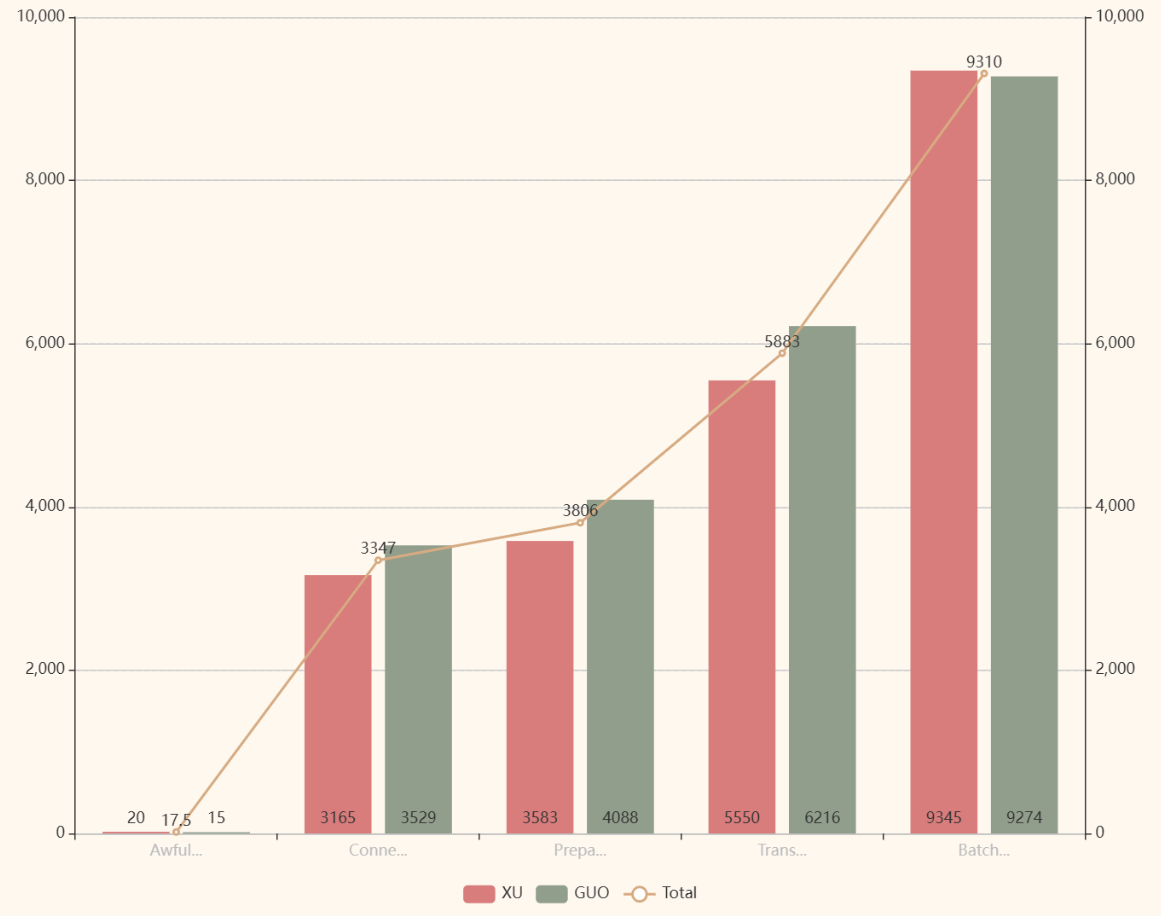 10,000 10,000
9310
8,000 8,000
6,000 5883 6,000
4,000 3806 4,000
3347
2,000 2,000
20 17.5 15 3165 3529 3583 4088 5550 6216 9345 9274
0 0
Awful... Conne... Prepa... Trans... Batch...
XU GUO Total